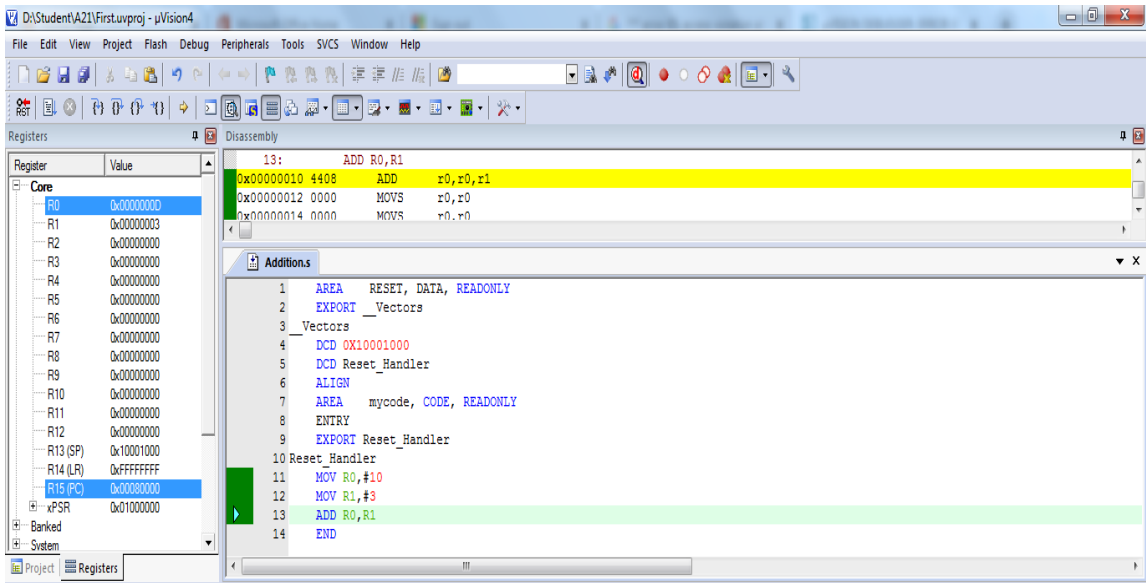 D:\Student\A21\First.uvproj - µVision4
File Edit View Project Flash Debug Peripherals Tools SVCS Window Help
RST
Registers
Disassembly
Register Value
Core
R0 0x0000000D
R1 0x00000003
R2 0x00000000
R3 0x00000000
R4 0x00000000
R5 0x00000000
R6 0x00000000
R7 0x00000000
R8 0x00000000
R9 0x00000000
R10 0x00000000
R11 0x00000000
R12 0x00000000
R13 (SP) 0x10001000
R14 (LR) 0xFFFFFFFF
R15 (PC) 0x00080000
xPSR 0x01000000
Banked
System
Project Registers
13: ADD R0,R1
0x00000010 4408 ADD r0,r0,r1
0x00000012 0000 MOVS r0,r0
0x00000014 0000 MOVS r0,r0
Addition.s
1 AREA RESET, DATA, READONLY
2 EXPORT __Vectors
3 __Vectors
4 DCD 0X10001000
5 DCD Reset_Handler
6 ALIGN
7 AREA mycode, CODE, READONLY
8 ENTRY
9 EXPORT Reset_Handler
10 Reset_Handler
11 MOV R0,#10
12 MOV R1,#3
13 ADD R0,R1
14 END